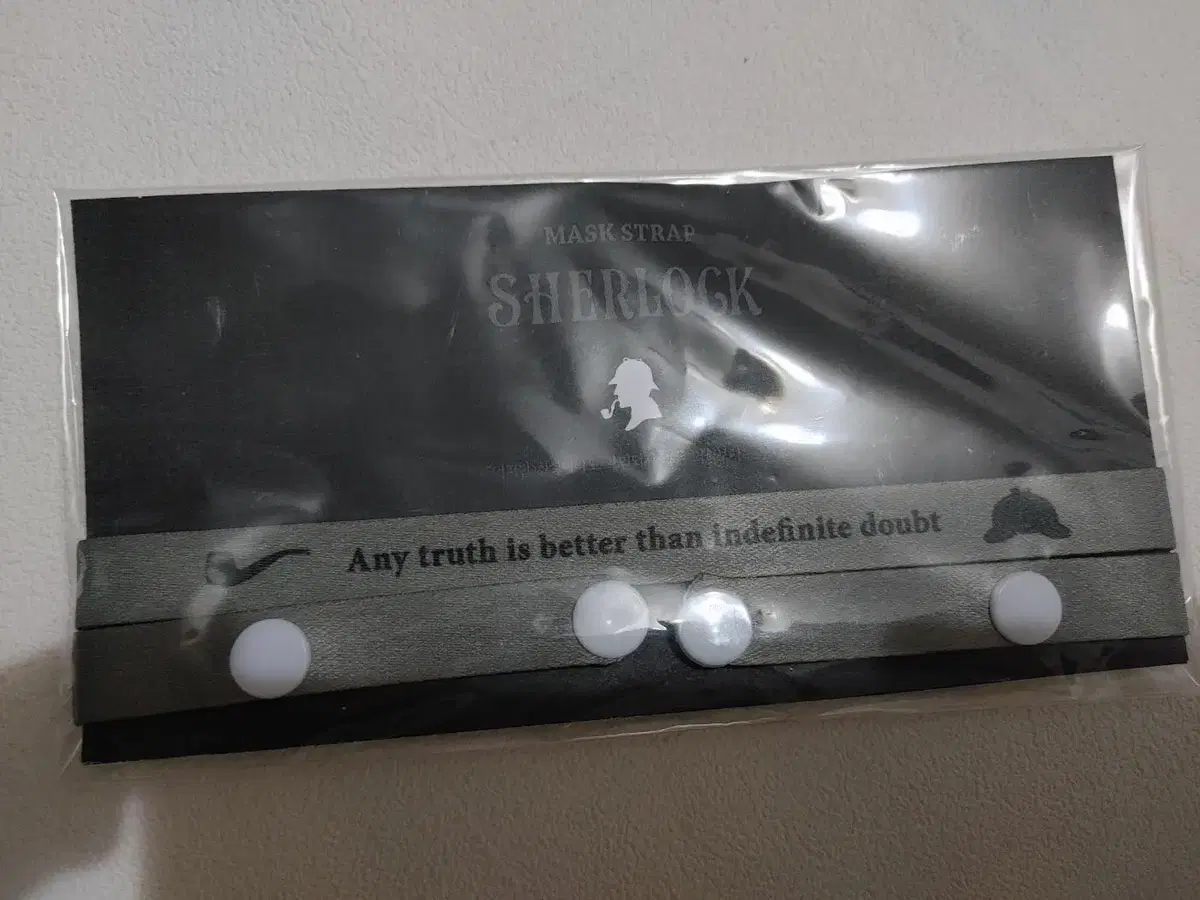 MASK STRAP
SHERLOCK
Any truth is better than indefinite doubt